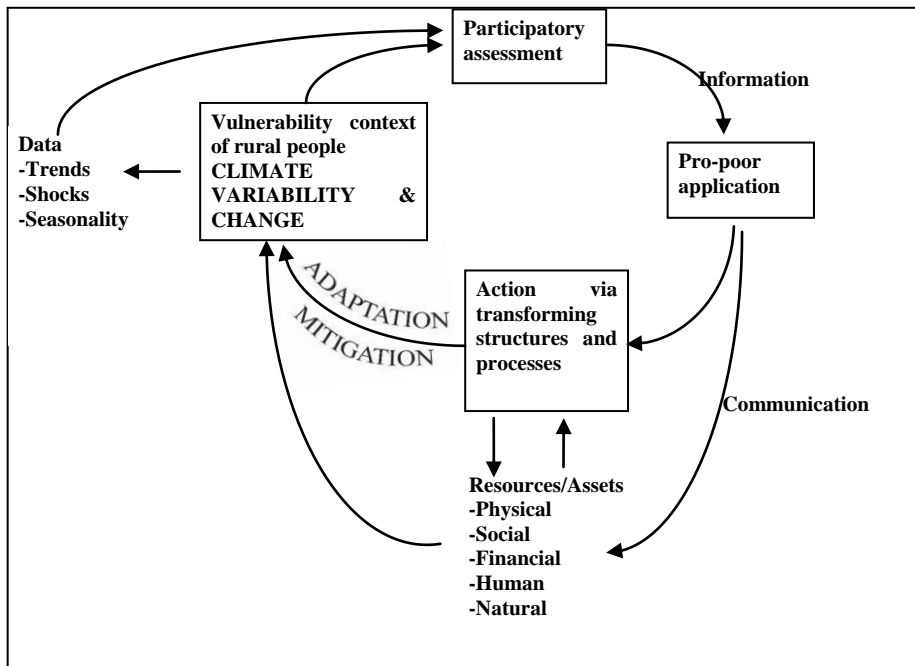 Participatory
assessment
Information
Vulnerability context
of rural people
CLIMATE
VARIABILITY &
CHANGE
Data
-Trends
-Shocks
-Seasonality
Pro-poor
application
ADAPTATION
MITIGATION
Action via
transforming
structures and
processes
Communication
Resources/Assets
-Physical
-Social
-Financial
-Human
-Natural